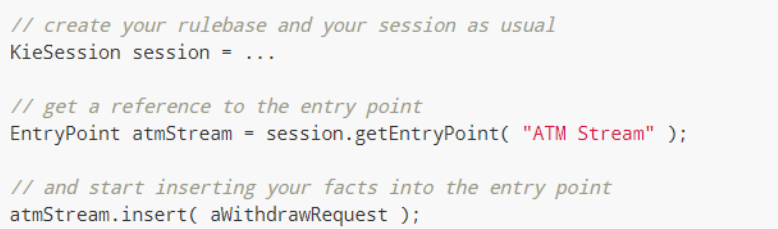 // create your rulebase and your session as usual
KieSession session = ...
// get a reference to the entry point
EntryPoint atmStream = session.getEntryPoint( "ATM Stream" );
// and start inserting your facts into the entry point
atmStream.insert( aWithdrawRequest );